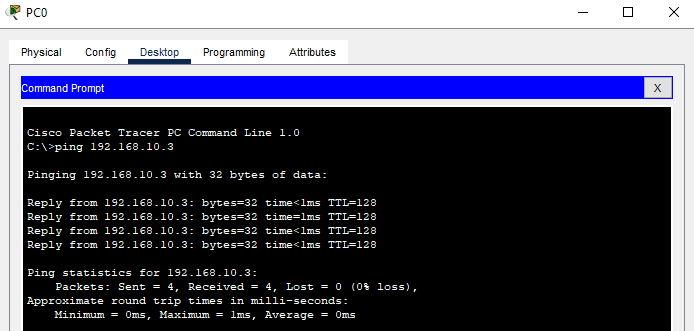 PC0
Physical Config Desktop Programming Attributes
Command Prompt X
Cisco Packet Tracer PC Command Line 1.0
C:\>ping 192.168.10.3
Pinging 192.168.10.3 with 32 bytes of data:
Reply from 192.168.10.3: bytes=32 time<1ms TTL=128
Reply from 192.168.10.3: bytes=32 time=1ms TTL=128
Reply from 192.168.10.3: bytes=32 time<1ms TTL=128
Reply from 192.168.10.3: bytes=32 time<1ms TTL=128
Ping statistics for 192.168.10.3:
    Packets: Sent = 4, Received = 4, Lost = 0 (0% loss),
Approximate round trip times in milli-seconds:
    Minimum = 0ms, Maximum = 1ms, Average = 0ms